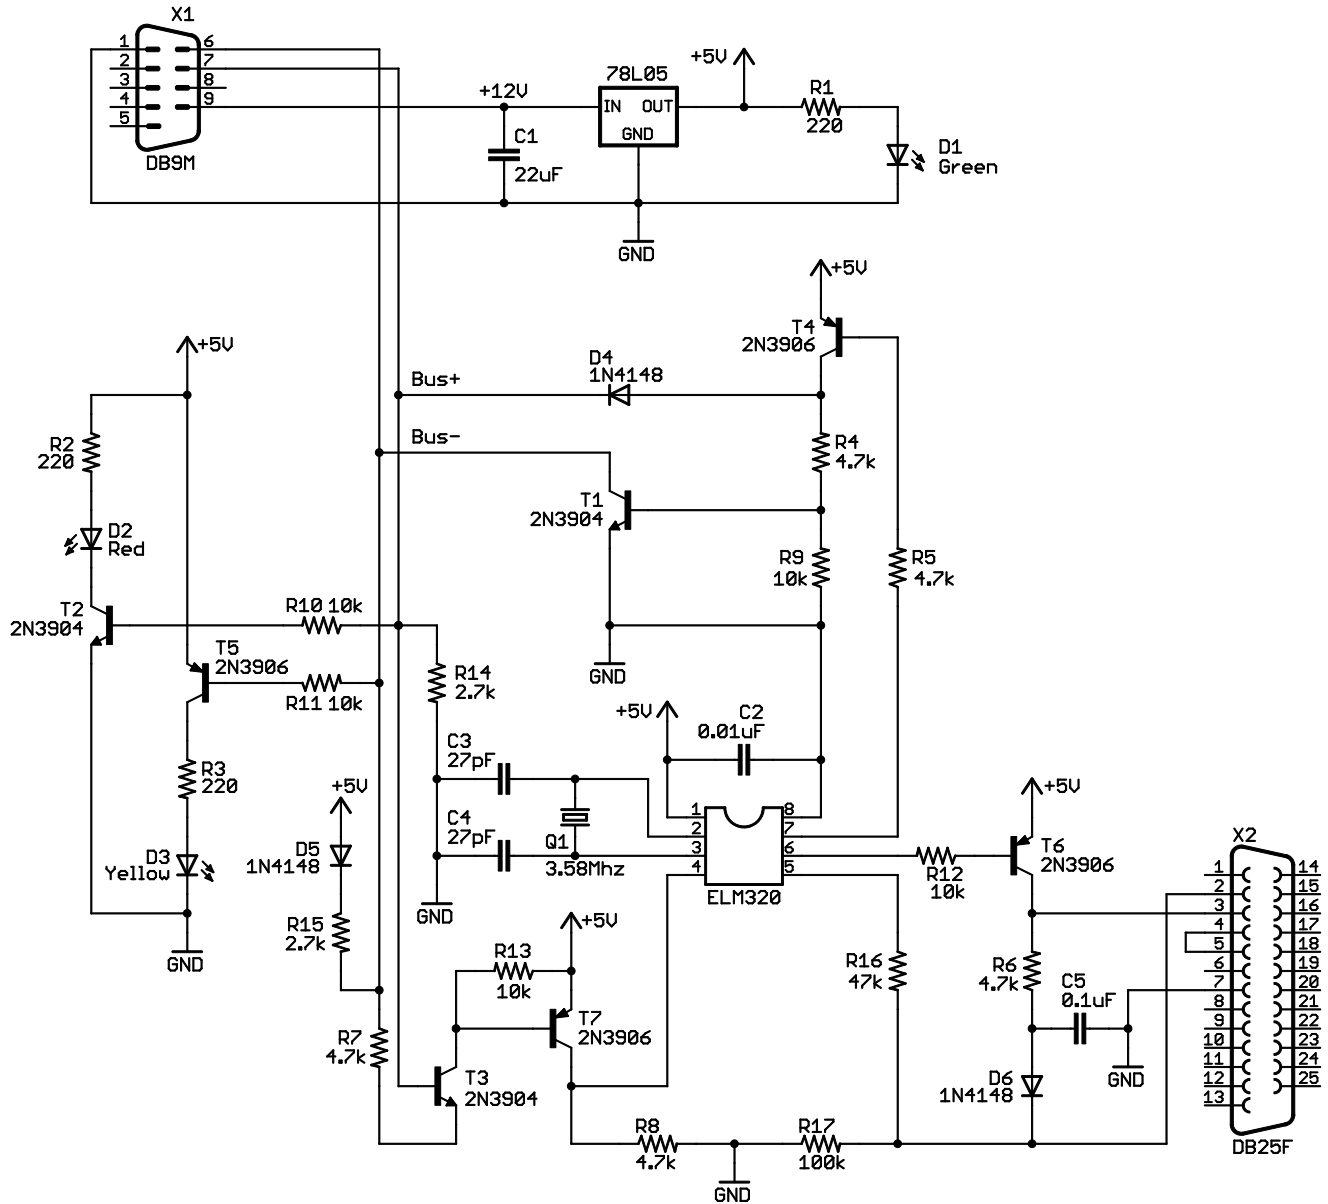 X1
1
2
3
4
5
6
7
8
9
DB9M
+12V
C1
22uF
78L05
IN OUT
GND
+5V
R1
220
D1
Green
GND
+5V
T4
2N3906
+5V
D4
1N4148
Bus+
Bus-
R2
220
D2
Red
T1
2N3904
R4
4.7k
R9
10k
R5
4.7k
T2
2N3904
R10 10k
T5
2N3906
R11 10k
R14
2.7k
GND
+5V
C2
0.01uF
R3
220
C3
27pF
C4
27pF
Q1
3.58Mhz
1
2
3
4
8
7
6
5
ELM320
D3
Yellow
GND
+5V
D5
1N4148
R15
2.7k
GND
R12
10k
+5V
T6
2N3906
R13
10k
+5V
T7
2N3906
R7
4.7k
T3
2N3904
R16
47k
R6
4.7k
C5
0.1uF
GND
D6
1N4148
R8
4.7k
R17
100k
GND
X2
1
2
3
4
5
6
7
8
9
10
11
12
13
14
15
16
17
18
19
20
21
22
23
24
25
DB25F